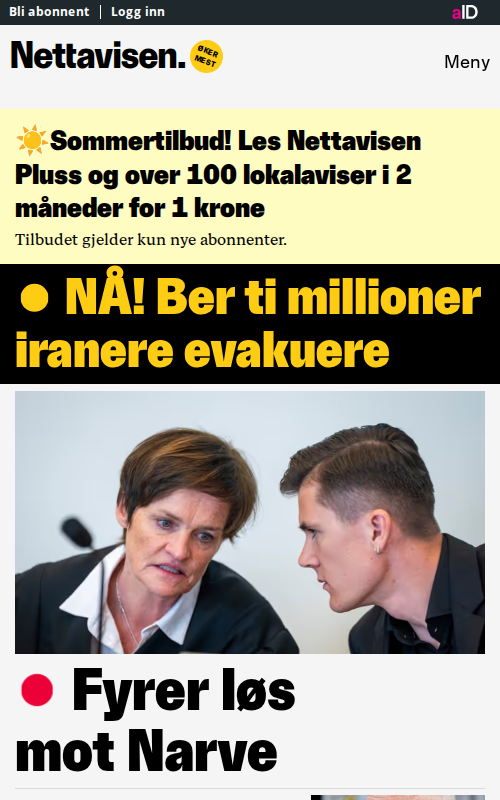 Bli abonnent | Logg inn
aID
Nettavisen.
ØKER
MEST
Meny
☀️Sommertilbud! Les Nettavisen
Pluss og over 100 lokalaviser i 2
måneder for 1 krone
Tilbudet gjelder kun nye abonnenter.
● NÅ! Ber ti millioner
iranere evakuere
● Fyrer løs
mot Narve